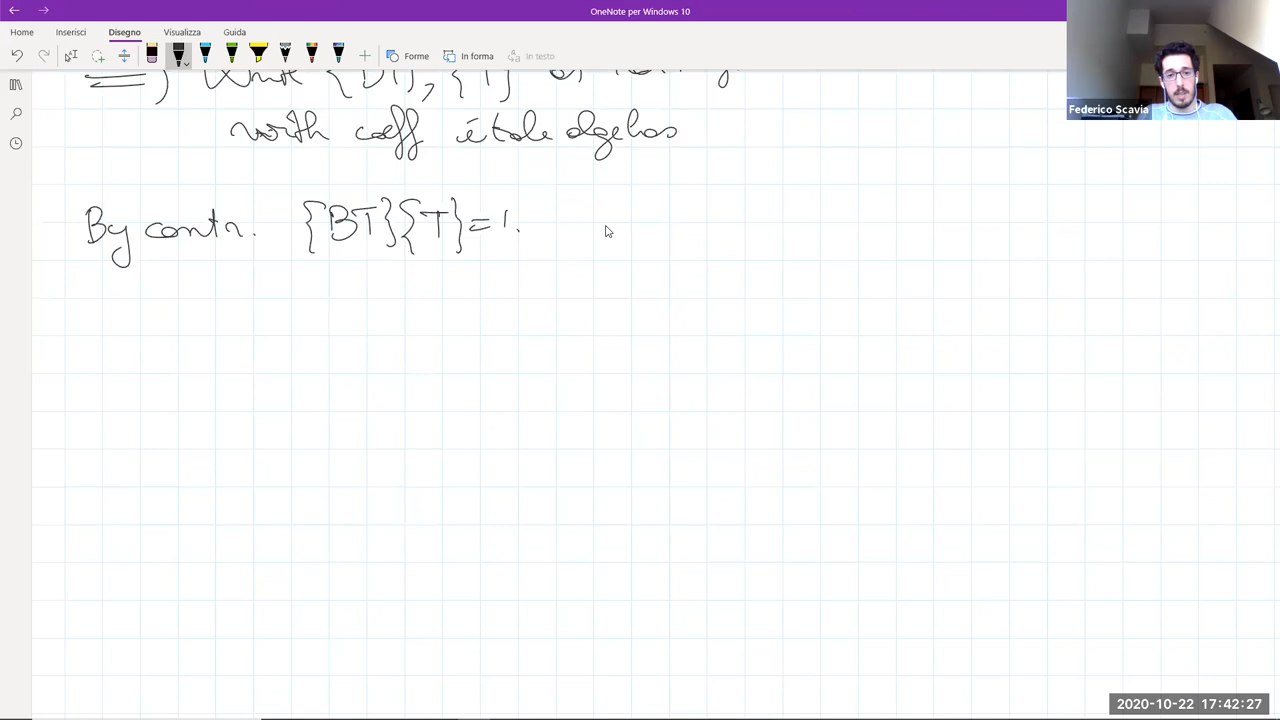 OneNote per Windows 10
Home Inserisci Disegno Visualizza Guida
Forme In forma In testo
Federico Scavia
with coeff étale algebas
By contr. {BT}{T}=1.
2020-10-22 17:42:27